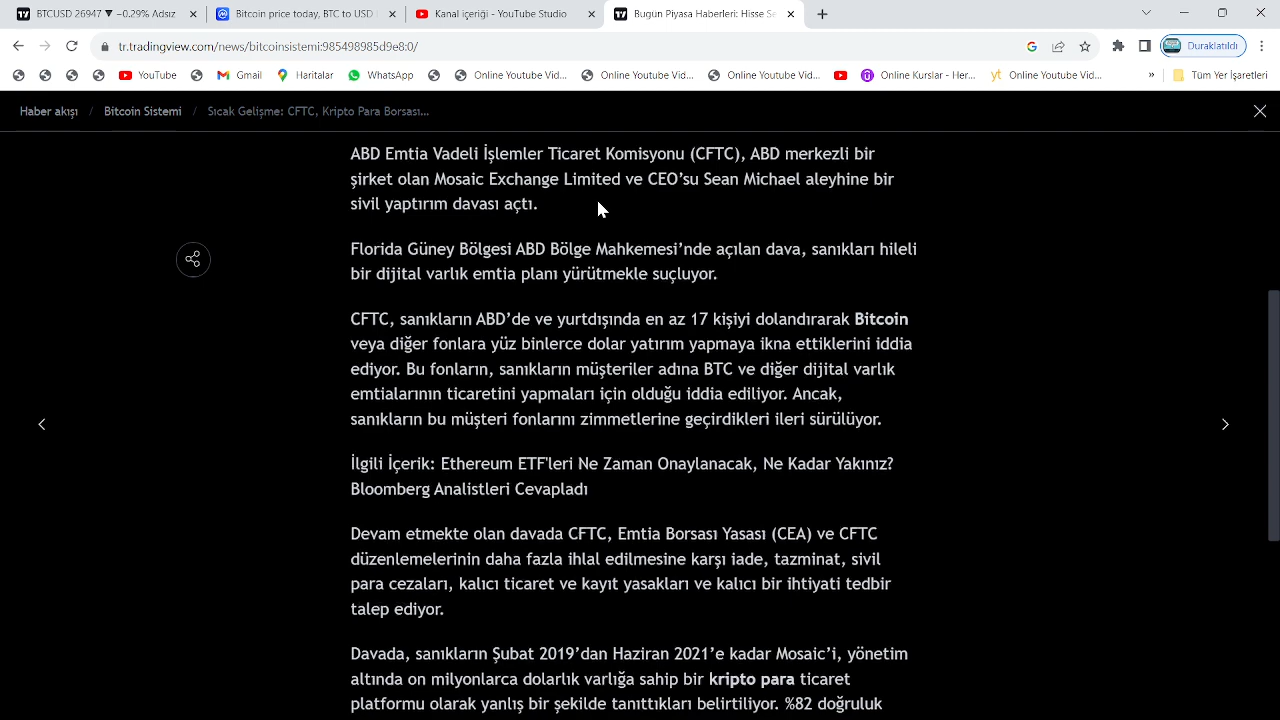 BTCUSD 26947 ▼ −0.29% Adsız
Bitcoin price today, BTC to USD
Kanal içeriği - YouTube Studio
Bugün Piyasa Haberleri: Hisse Se
tr.tradingview.com/news/bitcoinsistemi:985498985d9e8:0/
Duraklatıldı
YouTube
Gmail
Haritalar
WhatsApp
Online Youtube Vid...
Online Youtube Vid...
Online Youtube Vid...
Online Kurslar - Her...
yt Online Youtube Vid...
»
Tüm Yer İşaretleri
Haber akışı / Bitcoin Sistemi / Sıcak Gelişme: CFTC, Kripto Para Borsası...
ABD Emtia Vadeli İşlemler Ticaret Komisyonu (CFTC), ABD merkezli bir
şirket olan Mosaic Exchange Limited ve CEO’su Sean Michael aleyhine bir
sivil yaptırım davası açtı.
Florida Güney Bölgesi ABD Bölge Mahkemesi’nde açılan dava, sanıkları hileli
bir dijital varlık emtia planı yürütmekle suçluyor.
CFTC, sanıkların ABD’de ve yurtdışında en az 17 kişiyi dolandırarak Bitcoin
veya diğer fonlara yüz binlerce dolar yatırım yapmaya ikna ettiklerini iddia
ediyor. Bu fonların, sanıkların müşteriler adına BTC ve diğer dijital varlık
emtialarının ticaretini yapmaları için olduğu iddia ediliyor. Ancak,
sanıkların bu müşteri fonlarını zimmetlerine geçirdikleri ileri sürülüyor.
İlgili İçerik: Ethereum ETF'leri Ne Zaman Onaylanacak, Ne Kadar Yakınız?
Bloomberg Analistleri Cevapladı
Devam etmekte olan davada CFTC, Emtia Borsası Yasası (CEA) ve CFTC
düzenlemelerinin daha fazla ihlal edilmesine karşı iade, tazminat, sivil
para cezaları, kalıcı ticaret ve kayıt yasakları ve kalıcı bir ihtiyati tedbir
talep ediyor.
Davada, sanıkların Şubat 2019’dan Haziran 2021’e kadar Mosaic’i, yönetim
altında on milyonlarca dolarlık varlığa sahip bir kripto para ticaret
platformu olarak yanlış bir şekilde tanıttıkları belirtiliyor. %82 doğruluk